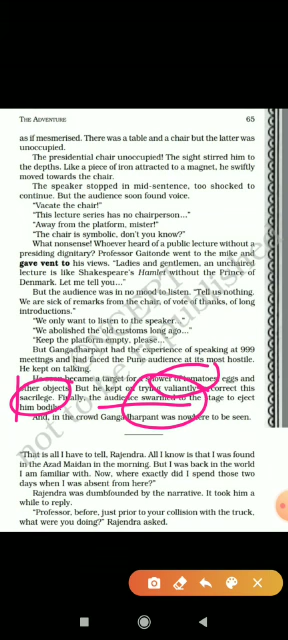 THE ADVENTURE 65
as if mesmerised. There was a table and a chair but the latter was
unoccupied.
The presidential chair unoccupied! The sight stirred him to
the depths. Like a piece of iron attracted to a magnet, he swiftly
moved towards the chair.
The speaker stopped in mid-sentence, too shocked to
continue. But the audience soon found voice.
“Vacate the chair!”
“This lecture series has no chairperson...”
“Away from the platform, mister!”
“The chair is symbolic, don't you know?”
What nonsense! Whoever heard of a public lecture without a
presiding dignitary? Professor Gaitonde went to the mike and
gave vent to his views. “Ladies and gentlemen, an unchaired
lecture is like Shakespeare's Hamlet without the Prince of
Denmark. Let me tell you...”
But the audience was in no mood to listen. “Tell us nothing.
We are sick of remarks from the chair, of vote of thanks, of long
introductions.”
“We only want to listen to the speaker...”
“We abolished the old customs long ago...”
“Keep the platform empty, please...”
But Gangadharpant had the experience of speaking at 999
meetings and had faced the Pune audience at its most hostile.
He kept on talking.
He soon became a target for a shower of tomatoes, eggs and
other objects. But he kept on trying valiantly to correct this
sacrilege. Finally, the audience swarmed to the stage to eject
him bodily.
And, in the crowd Gangadharpant was nowhere to be seen.
“That is all I have to tell, Rajendra. All I know is that I was found
in the Azad Maidan in the morning. But I was back in the world
I am familiar with. Now, where exactly did I spend those two
days when I was absent from here?”
Rajendra was dumbfounded by the narrative. It took him a
while to reply.
“Professor, before, just prior to your collision with the truck,
what were you doing?” Rajendra asked.
not to be republished